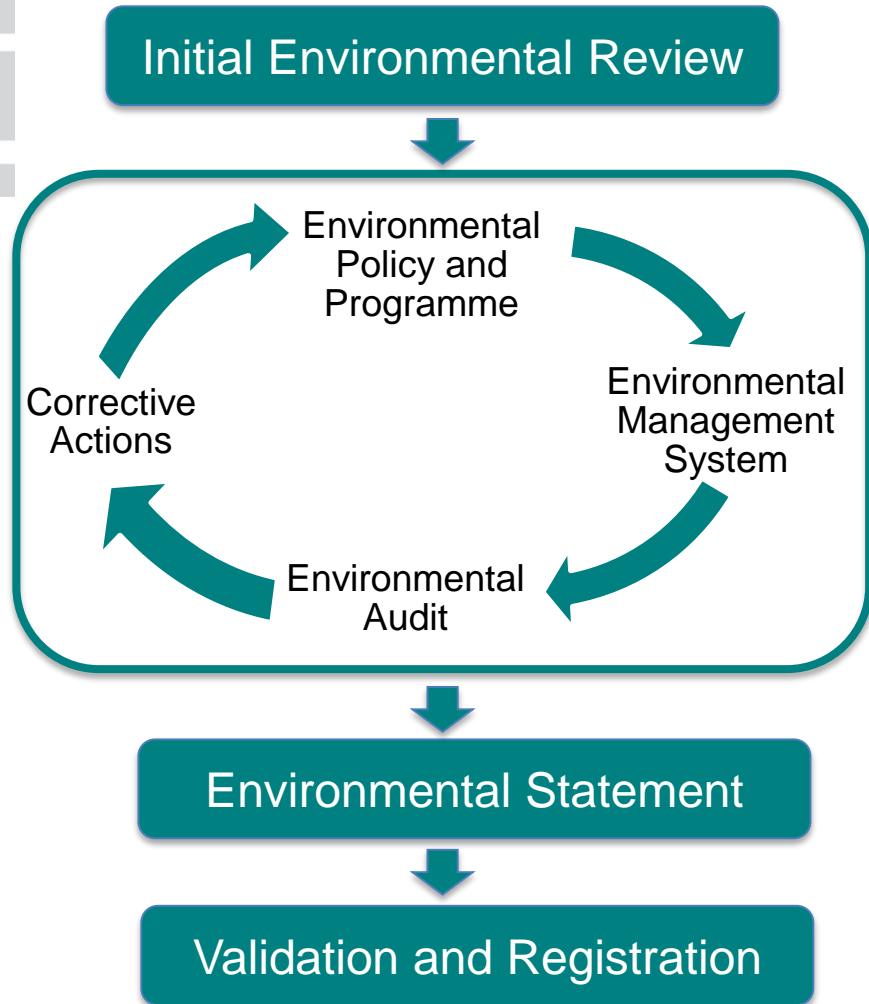 Initial Environmental Review
Environmental
Policy and
Programme
Environmental
Management
System
Environmental
Audit
Corrective
Actions
Environmental Statement
Validation and Registration